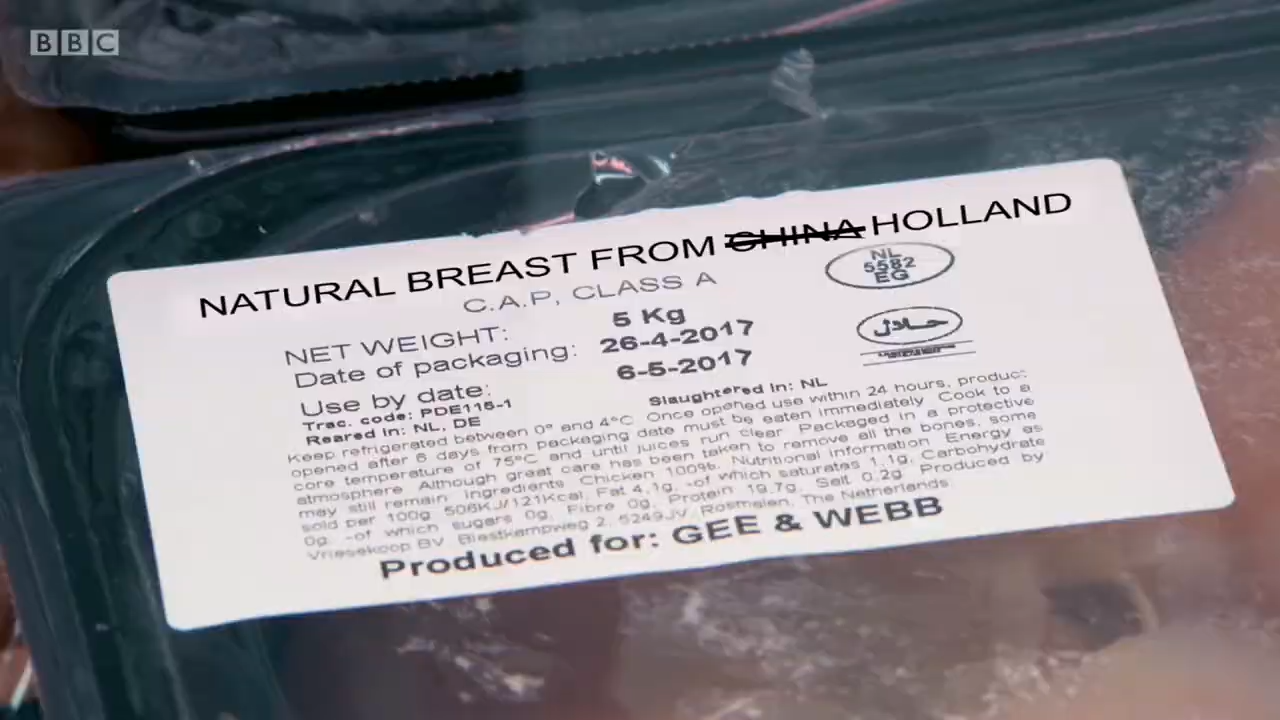 BBC
NATURAL BREAST FROM CHINA HOLLAND
C.A.P, CLASS A
NL
5582
EG
NET WEIGHT: 5 Kg
Date of packaging: 26-4-2017
Use by date: 6-5-2017
حلال
Trac. code: PDE115-1
Reared in: NL, DE Slaughtered in: NL
Keep refrigerated between 0° and 4°C Once opened use within 24 hours, produc:
opened after 6 days from packaging date must be eaten immediately Cook to a
core temperature of 75°C and until juices run clear Packaged in a protective
atmosphere Although great care has been taken to remove all the bones, some
may still remain Ingredients Chicken 100%. Nutritional information Energy as
sold per 100g 506KJ/121Kcal, Fat 4.1g, -of which saturates 1.1g, Carbohydrate
0g. -of which sugars 0g, Fibre 0g, Protein 19.7g, Salt 0.2g Produced by
Vriesekoop BV Biestkampweg 2, 5249JV, Rosmalen, The Netherlands.
Produced for: GEE & WEBB